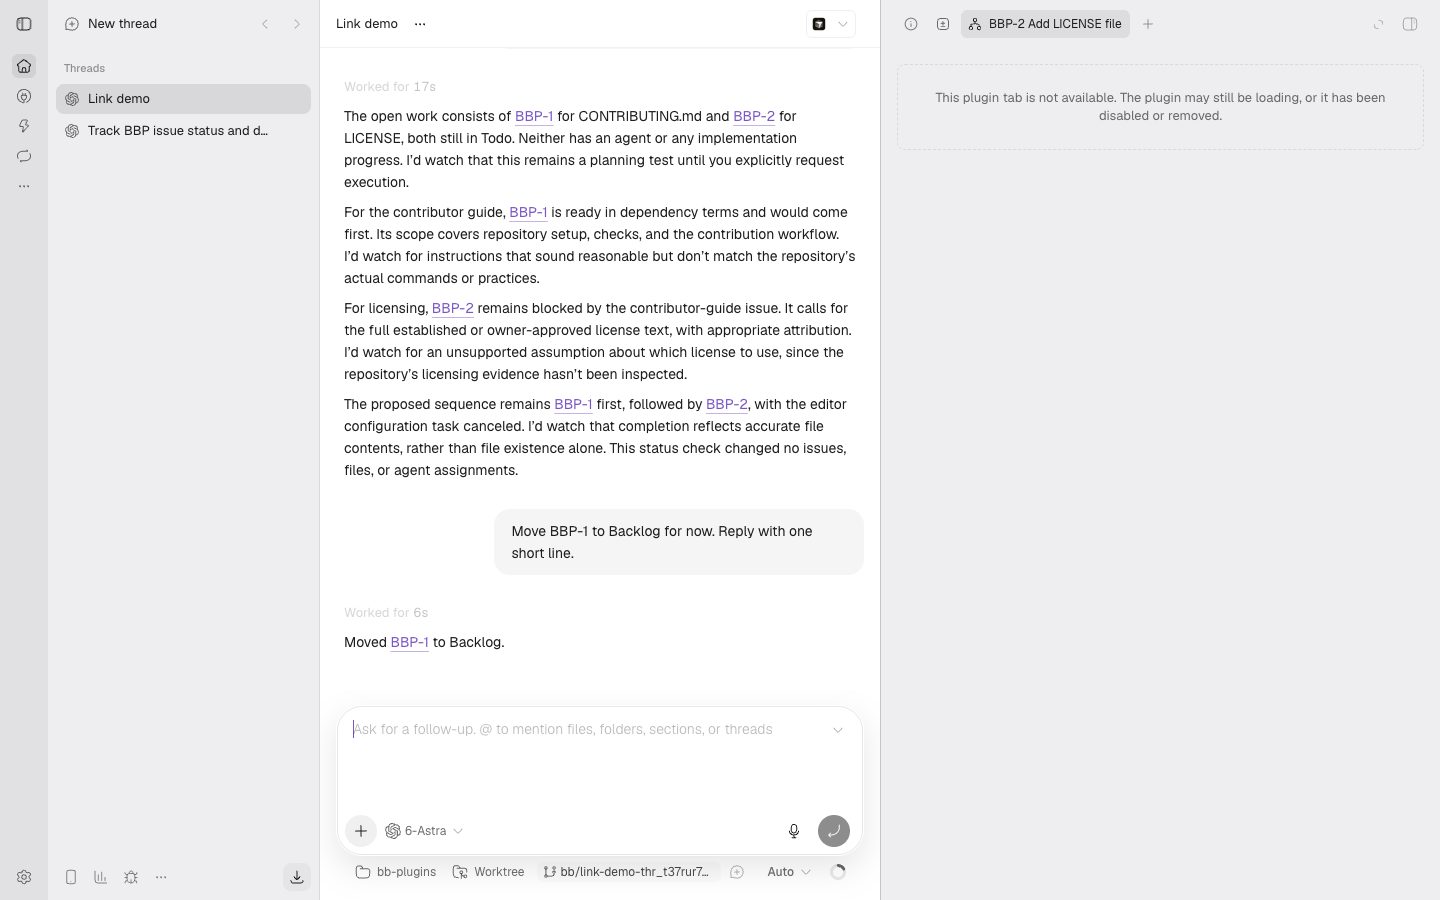 New thread
Threads
Link demo
Track BBP issue status and d...
Link demo
Worked for 17s
The open work consists of BBP-1 for CONTRIBUTING.md and BBP-2 for
LICENSE, both still in Todo. Neither has an agent or any implementation
progress. I’d watch that this remains a planning test until you explicitly request
execution.
For the contributor guide, BBP-1 is ready in dependency terms and would come
first. Its scope covers repository setup, checks, and the contribution workflow.
I’d watch for instructions that sound reasonable but don’t match the repository’s
actual commands or practices.
For licensing, BBP-2 remains blocked by the contributor-guide issue. It calls for
the full established or owner-approved license text, with appropriate attribution.
I’d watch for an unsupported assumption about which license to use, since the
repository’s licensing evidence hasn’t been inspected.
The proposed sequence remains BBP-1 first, followed by BBP-2, with the editor
configuration task canceled. I’d watch that completion reflects accurate file
contents, rather than file existence alone. This status check changed no issues,
files, or agent assignments.
Move BBP-1 to Backlog for now. Reply with one
short line.
Worked for 6s
Moved BBP-1 to Backlog.
Ask for a follow-up. @ to mention files, folders, sections, or threads
6-Astra
bb-plugins
Worktree
bb/link-demo-thr_t37rur7...
Auto
BBP-2 Add LICENSE file
This plugin tab is not available. The plugin may still be loading, or it has been
disabled or removed.